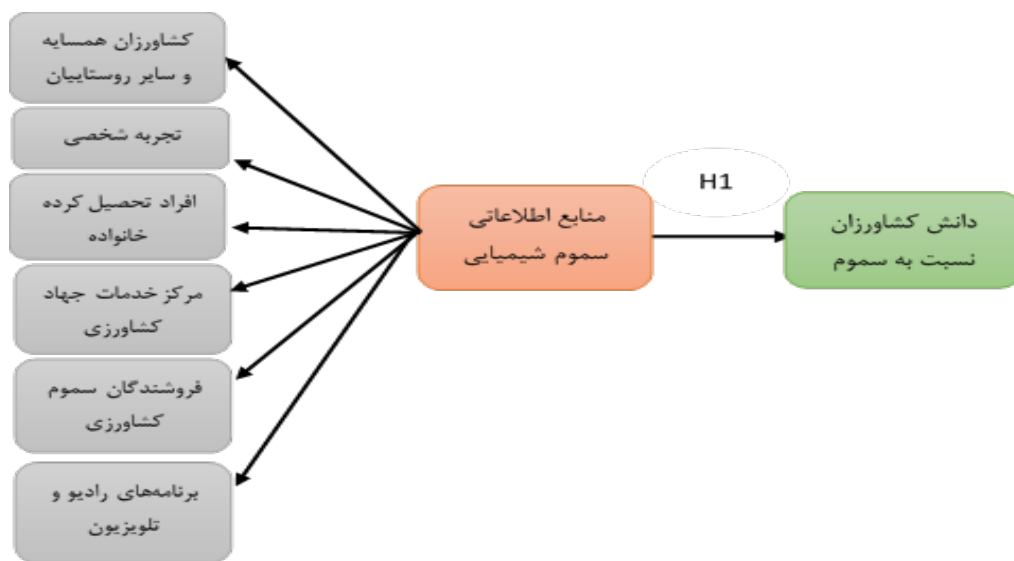 کشاورزان همسایه
و سایر روستاییان
تجربه شخصی
افراد تحصیل کرده
خانواده
مرکز خدمات جهاد
کشاورزی
فروشندگان سموم
کشاورزی
برنامه‌های رادیو و
تلویزیون
منابع اطلاعاتی
سموم شیمیایی
H1
دانش کشاورزان
نسبت به سموم